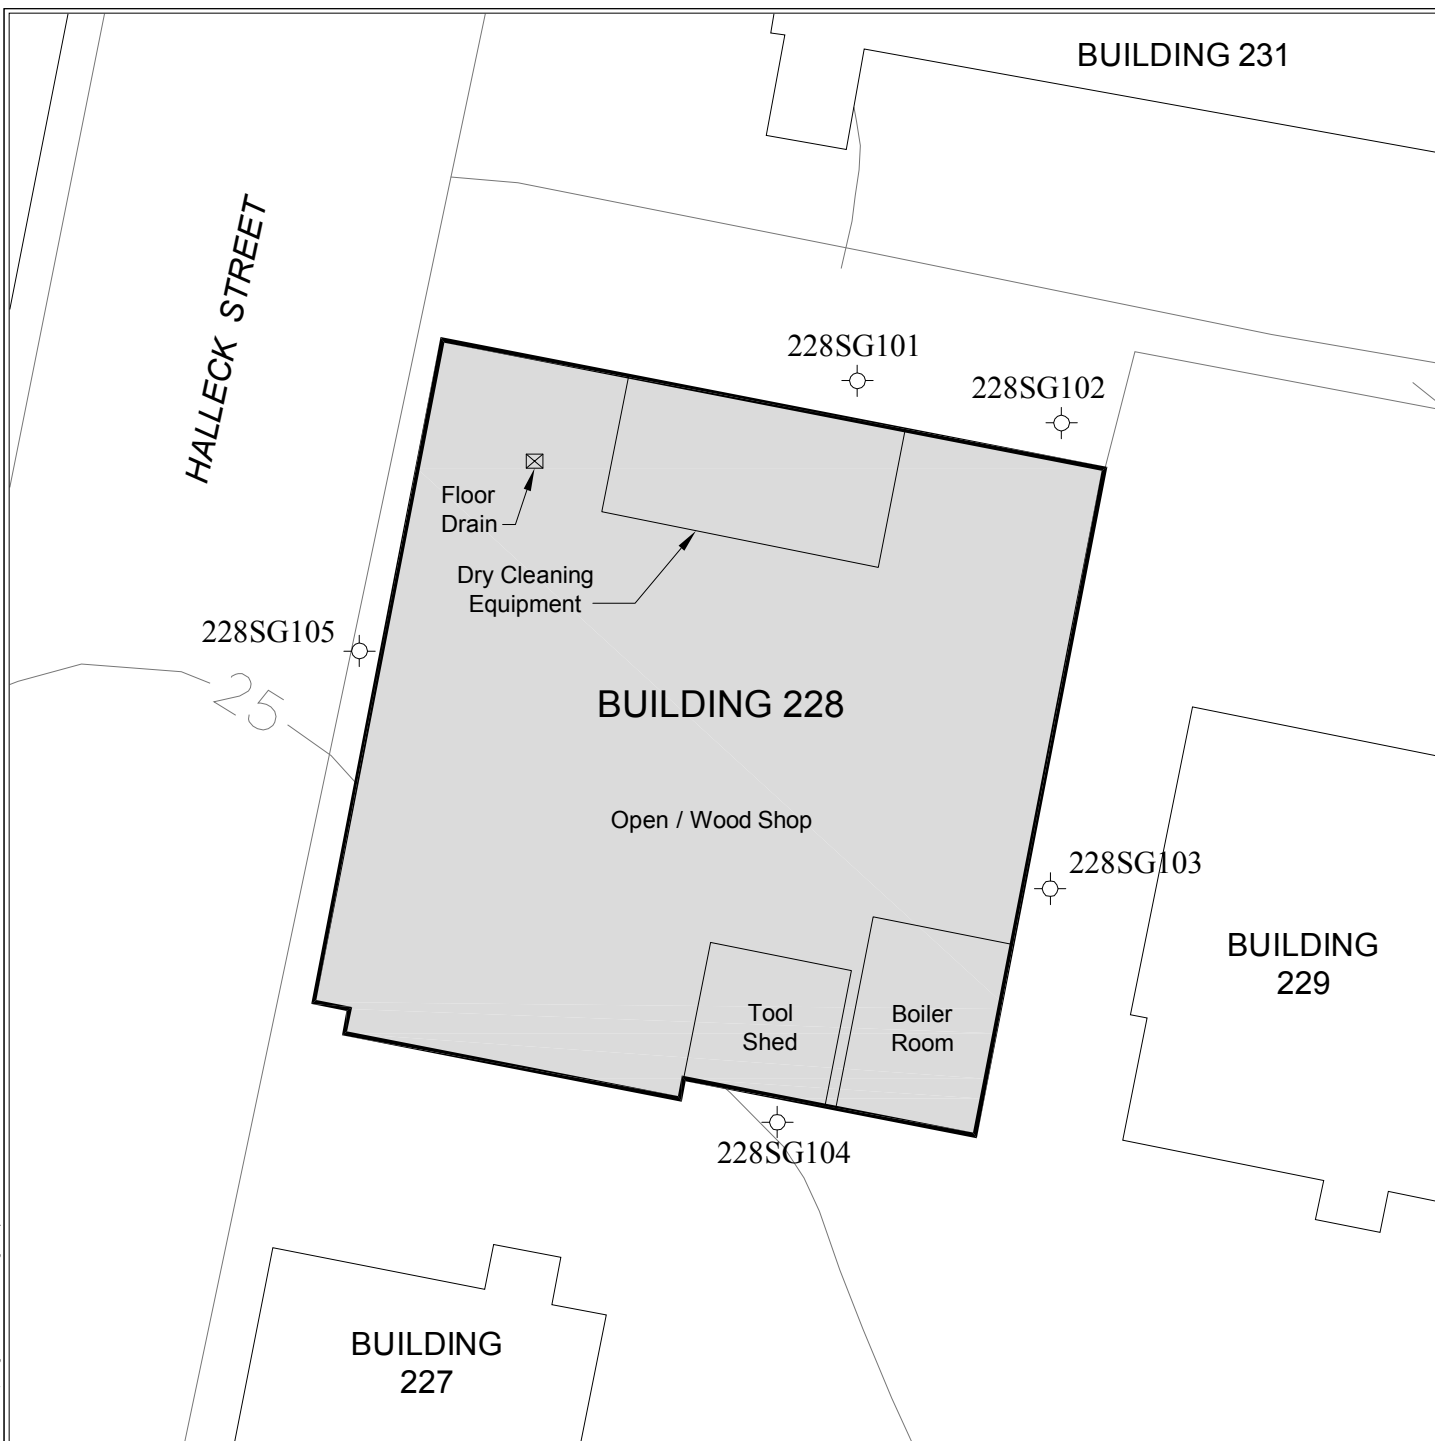 BUILDING 231
HALLECK STREET
228SG101
228SG102
Floor
Drain
Dry Cleaning
Equipment
228SG105
25
BUILDING 228
Open / Wood Shop
228SG103
BUILDING
229
Tool
Shed
Boiler
Room
228SG104
BUILDING
227